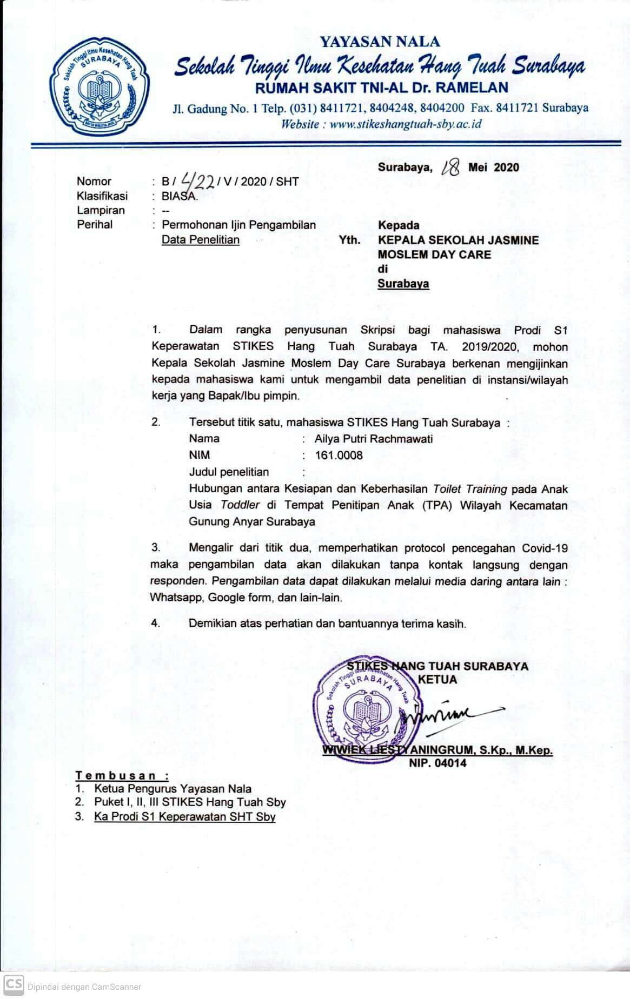 Sekolah Tinggi Ilmu Kesehatan Hang Tuah
SURABAYA
YAYASAN NALA
Sekolah Tinggi Ilmu Kesehatan Hang Tuah Surabaya
RUMAH SAKIT TNI-AL Dr. RAMELAN
Jl. Gadung No. 1 Telp. (031) 8411721, 8404248, 8404200 Fax. 8411721 Surabaya
Website : www.stikeshangtuah-sby.ac.id
Surabaya, 18 Mei 2020
Nomor : B / 422 / V / 2020 / SHT
Klasifikasi : BIASA.
Lampiran : --
Perihal : Permohonan Ijin Pengambilan
Data Penelitian
Kepada
Yth. KEPALA SEKOLAH JASMINE
MOSLEM DAY CARE
di
Surabaya
1. Dalam rangka penyusunan Skripsi bagi mahasiswa Prodi S1
Keperawatan STIKES Hang Tuah Surabaya TA. 2019/2020, mohon
Kepala Sekolah Jasmine Moslem Day Care Surabaya berkenan mengijinkan
kepada mahasiswa kami untuk mengambil data penelitian di instansi/wilayah
kerja yang Bapak/Ibu pimpin.
2. Tersebut titik satu, mahasiswa STIKES Hang Tuah Surabaya :
Nama : Ailya Putri Rachmawati
NIM : 161.0008
Judul penelitian :
Hubungan antara Kesiapan dan Keberhasilan Toilet Training pada Anak
Usia Toddler di Tempat Penitipan Anak (TPA) Wilayah Kecamatan
Gunung Anyar Surabaya
3. Mengalir dari titik dua, memperhatikan protocol pencegahan Covid-19
maka pengambilan data akan dilakukan tanpa kontak langsung dengan
responden. Pengambilan data dapat dilakukan melalui media daring antara lain :
Whatsapp, Google form, dan lain-lain.
4. Demikian atas perhatian dan bantuannya terima kasih.
STIKES HANG TUAH SURABAYA
KETUA
Sekolah Tinggi Ilmu Kesehatan Hang Tuah
SURABAYA
WIWIEK LIESTYANINGRUM, S.Kp., M.Kep.
NIP. 04014
Tembusan :
1. Ketua Pengurus Yayasan Nala
2. Puket I, II, III STIKES Hang Tuah Sby
3. Ka Prodi S1 Keperawatan SHT Sby
CS Dipindai dengan CamScanner